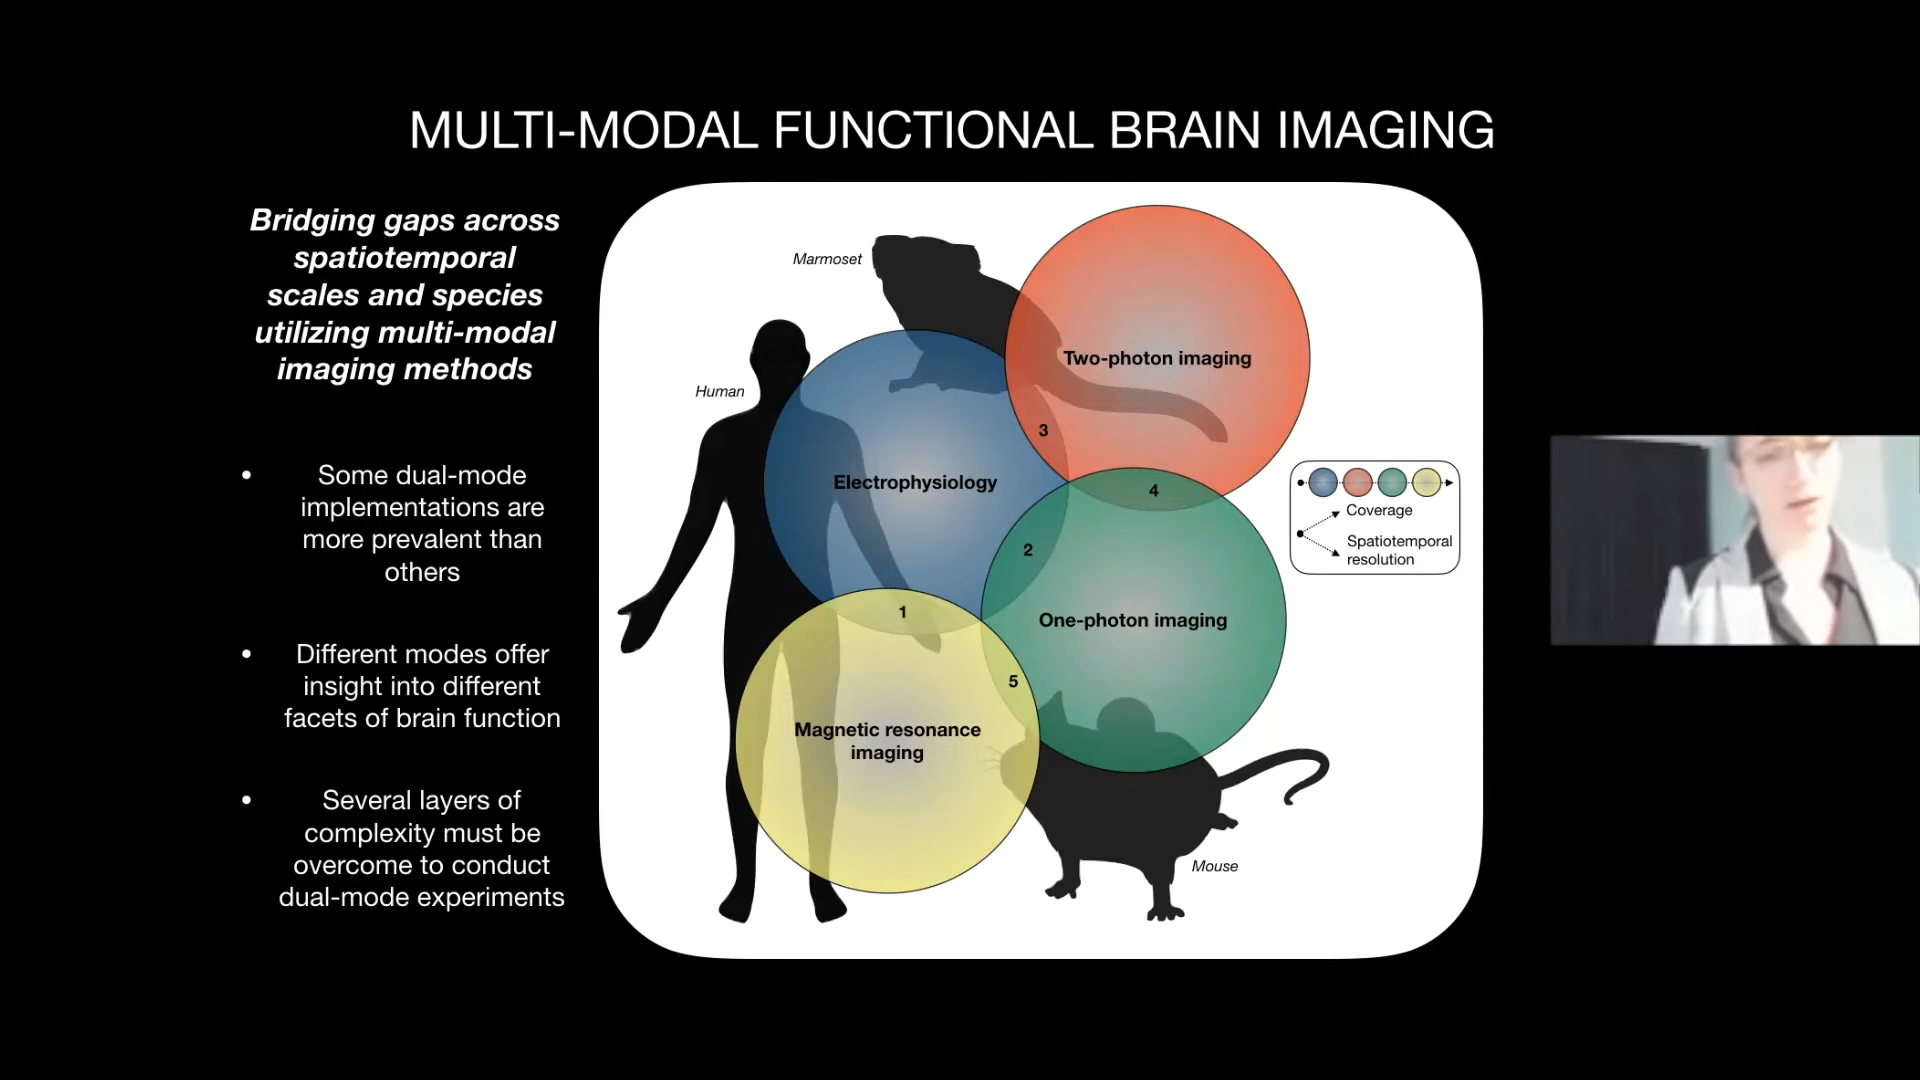 MULTI-MODAL FUNCTIONAL BRAIN IMAGING
Bridging gaps across
spatiotemporal
scales and species
utilizing multi-modal
imaging methods
• Some dual-mode
implementations are
more prevalent than
others
• Different modes offer
insight into different
facets of brain function
• Several layers of
complexity must be
overcome to conduct
dual-mode experiments
Marmoset
Human
Two-photon imaging
3
Electrophysiology
4
2
1
One-photon imaging
5
Magnetic resonance
imaging
Mouse
Coverage
Spatiotemporal
resolution